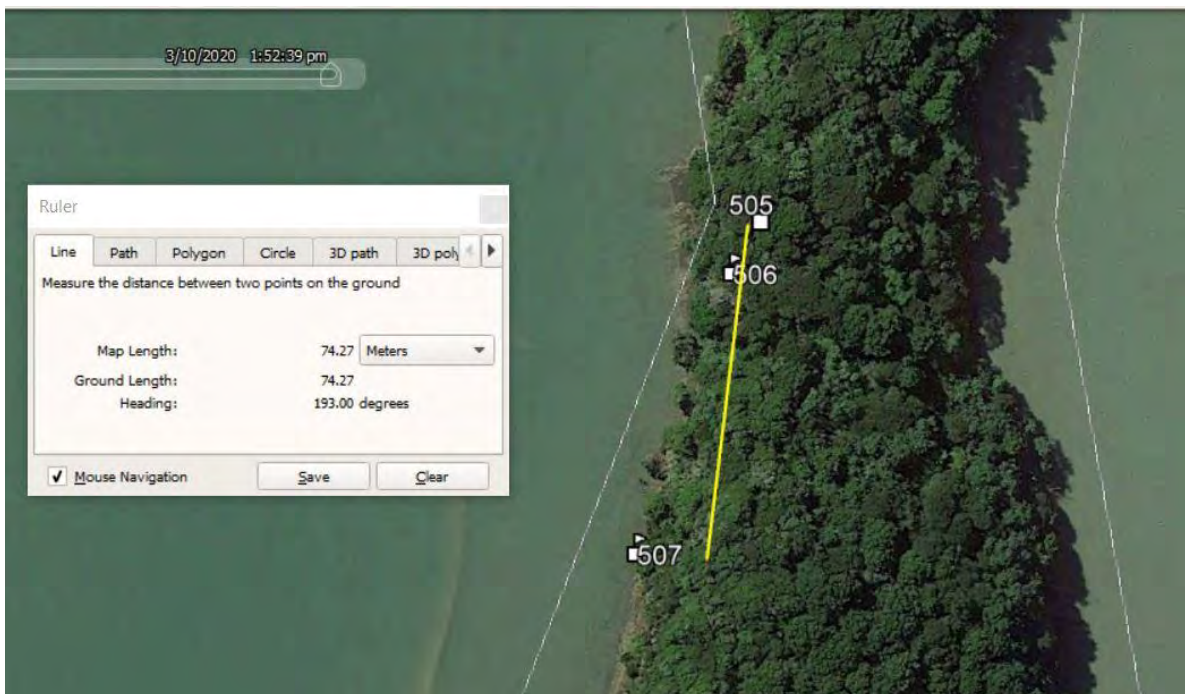 3/10/2020 1:52:39 pm
Ruler
Line Path Polygon Circle 3D path 3D poly
Measure the distance between two points on the ground
Map Length: 74.27 Meters
Ground Length: 74.27
Heading: 193.00 degrees
Mouse Navigation Save Clear
505
506
507